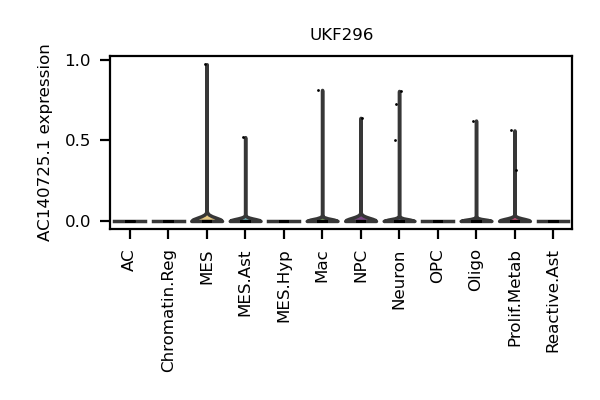 UKF296
AC140725.1 expression
1.0
0.5
0.0
AC
Chromatin.Reg
MES
MES.Ast
MES.Hyp
Mac
NPC
Neuron
OPC
Oligo
Prolif.Metab
Reactive.Ast